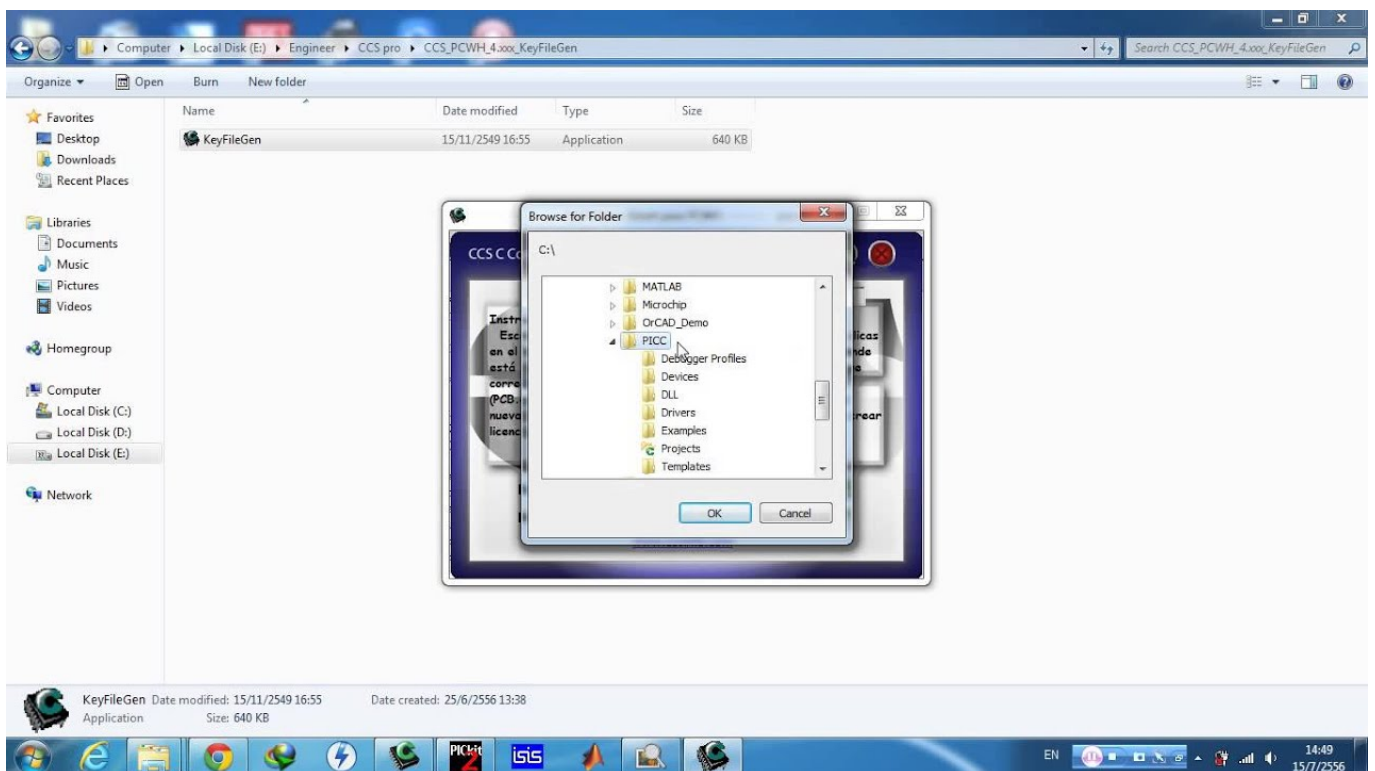 Computer ▸ Local Disk (E:) ▸ Engineer ▸ CCS pro ▸ CCS_PCWH_4.xxx_KeyFileGen
Search CCS_PCWH_4.xxx_KeyFileGen
Organize Open Burn New folder
Name Date modified Type Size
KeyFileGen 15/11/2549 16:55 Application 640 KB
Favorites
Desktop
Downloads
Recent Places
Libraries
Documents
Music
Pictures
Videos
Homegroup
Computer
Local Disk (C:)
Local Disk (D:)
Local Disk (E:)
Network
CCS C Co
Instr
Esc
en el
está
corre
(PCB.
nueva
licenc
licas
nde
rear
Browse for Folder
C:\
MATLAB
Microchip
OrCAD_Demo
PICC
Debugger Profiles
Devices
DLL
Drivers
Examples
Projects
Templates
OK Cancel
KeyFileGen Date modified: 15/11/2549 16:55 Date created: 25/6/2556 13:38
Application Size: 640 KB
PICkit
2
isis
EN
14:49
15/7/2556